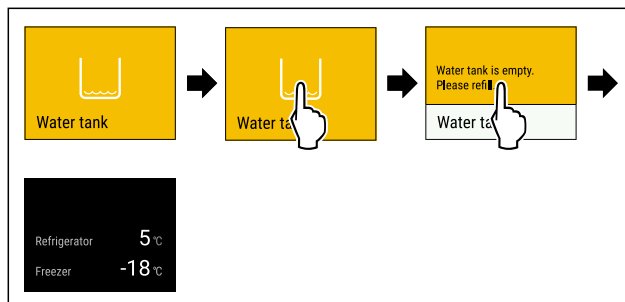 Water tank
Water ta
Water tank is empty.
Please refi
Water ta
Refrigerator 5 °C
Freezer -18 °C